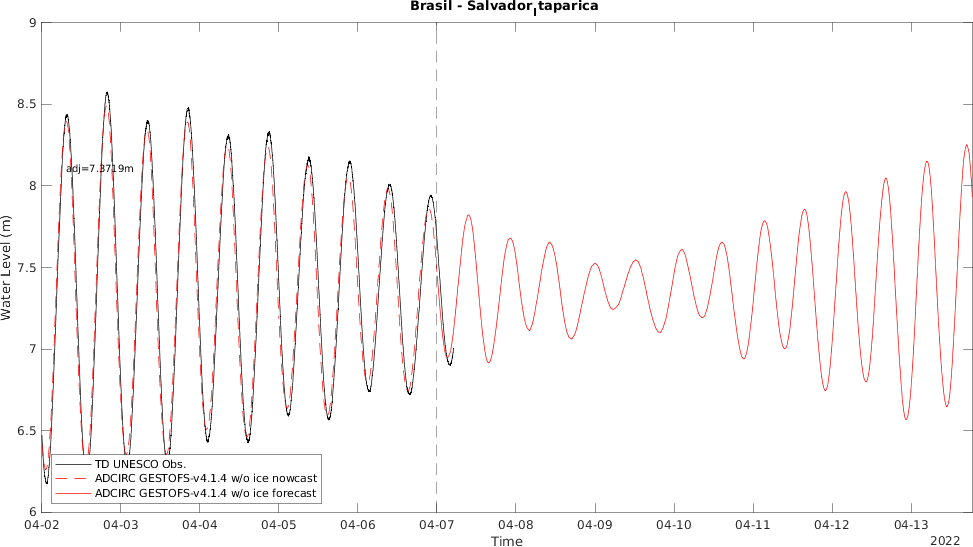 Brasil - Salvador_Itaparica
9
8.5
adj=7.3719m
8
Water Level (m)
7.5
7
6.5
TD UNESCO Obs.
ADCIRC GESTOFS-v4.1.4 w/o ice nowcast
ADCIRC GESTOFS-v4.1.4 w/o ice forecast
6
04-02 04-03 04-04 04-05 04-06 04-07 04-08 04-09 04-10 04-11 04-12 04-13
Time
2022